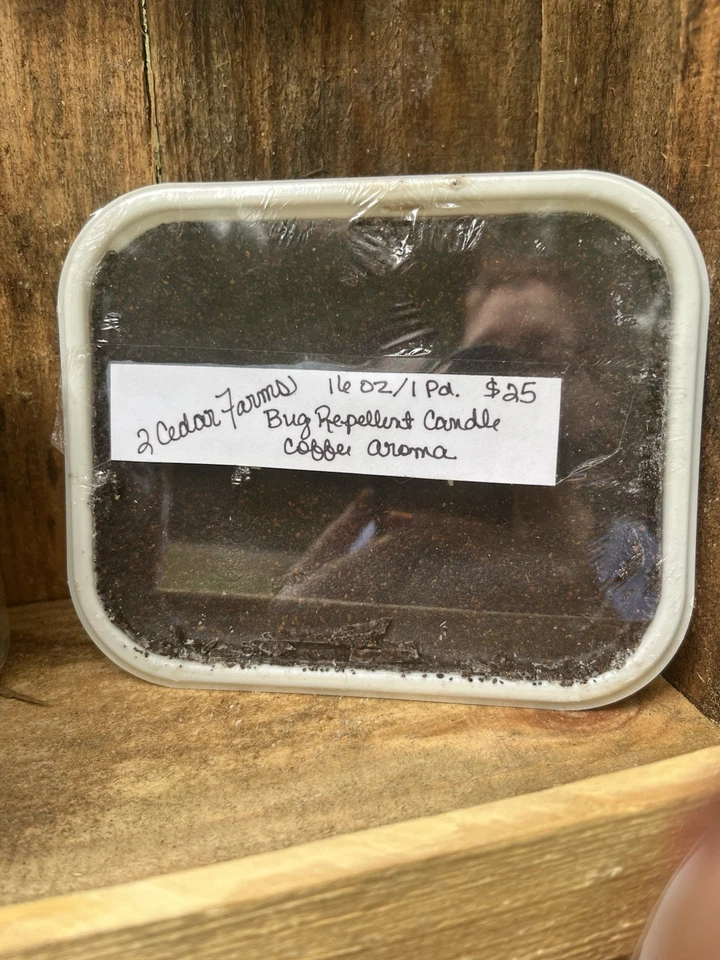 2 Cedar Farms 16 oz/1 Pd. $25
Bug Repellent Candle
Coffee aroma